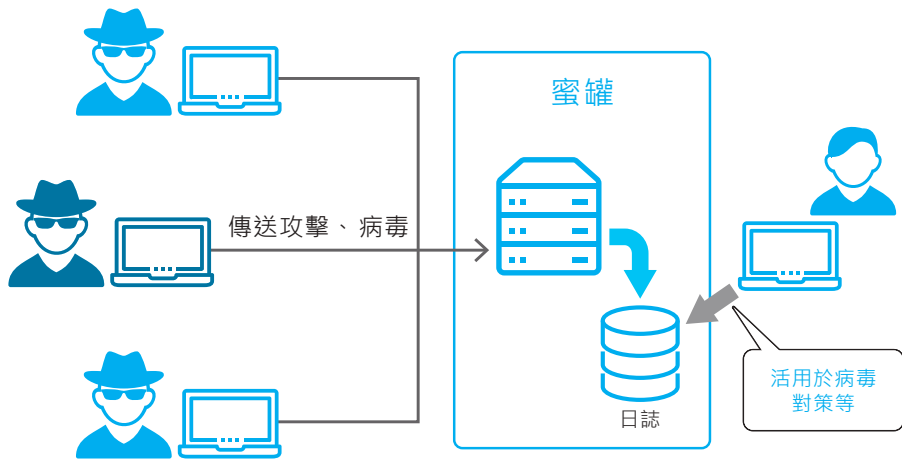 蜜罐
傳送攻擊、病毒
日誌
活用於病毒
對策等